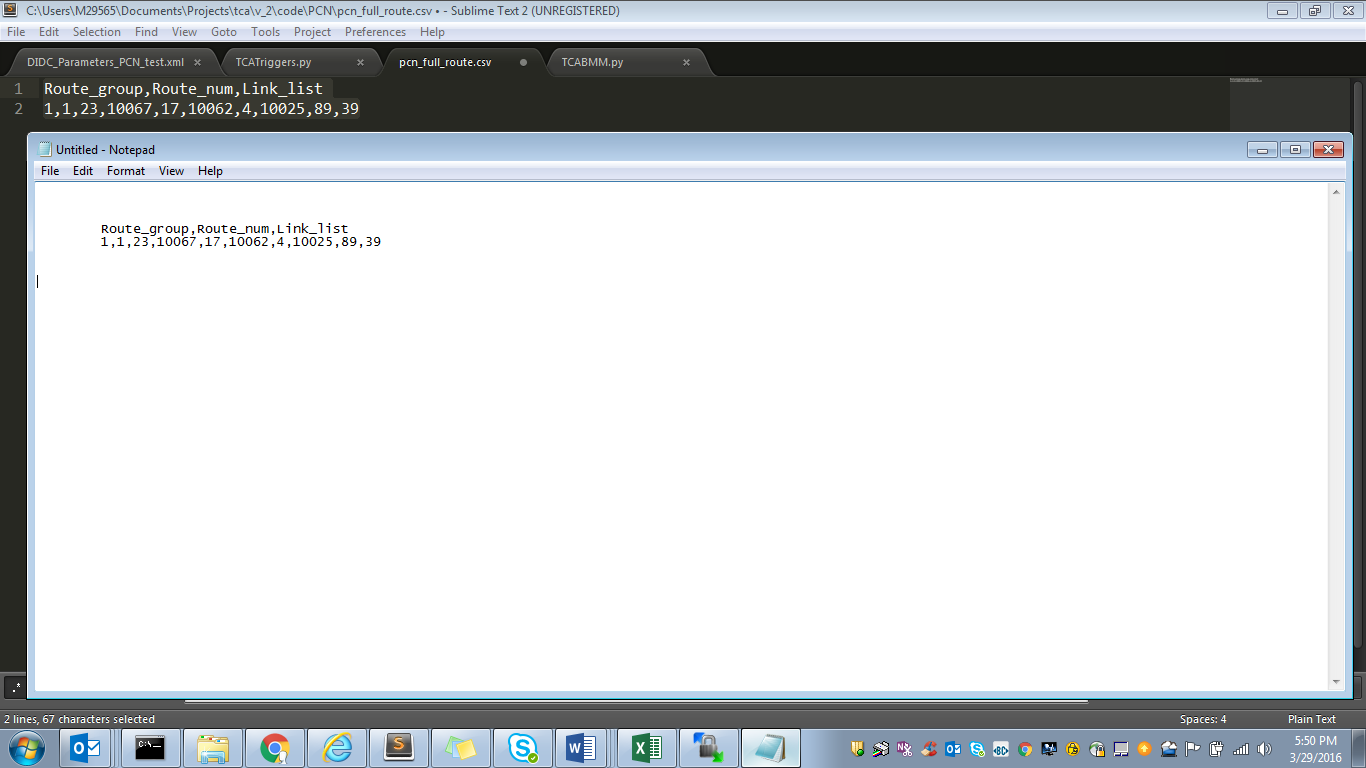 C:\Users\M29565\Documents\Projects\tca\v_2\code\PCN\pcn_full_route.csv • - Sublime Text 2 (UNREGISTERED)
File Edit Selection Find View Goto Tools Project Preferences Help
DIDC_Parameters_PCN_test.xml × TCATriggers.py × pcn_full_route.csv TCABMM.py ×
1 Route_group,Route_num,Link_list
2 1,1,23,10067,17,10062,4,10025,89,39
Untitled - Notepad
File Edit Format View Help
Route_group,Route_num,Link_list
1,1,23,10067,17,10062,4,10025,89,39
.*
2 lines, 67 characters selected Spaces: 4 Plain Text
5:50 PM
3/29/2016